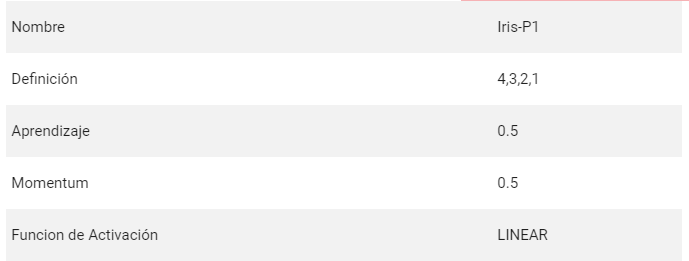 Nombre Iris-P1
Definición 4,3,2,1
Aprendizaje 0.5
Momentum 0.5
Funcion de Activación LINEAR